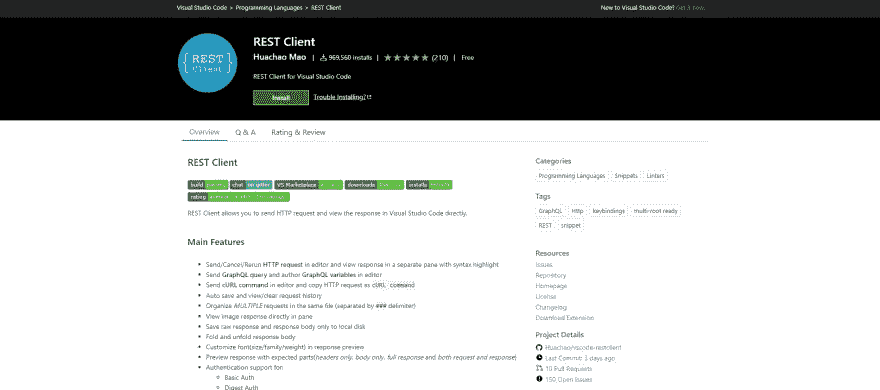 Visual Studio Code > Programming Languages > REST Client
New to Visual Studio Code? Get it now.
{ REST Client }
REST Client
Huachao Mao | 969,560 installs | (210) | Free
REST Client for Visual Studio Code
Install
Trouble Installing?
Overview Q & A Rating & Review
REST Client
build chat on gitter VS Marketplace downloads installs
rating
REST Client allows you to send HTTP request and view the response in Visual Studio Code directly.
Main Features
Send/Cancel/Rerun HTTP request in editor and view response in a separate pane with syntax highlight
Send GraphQL query and author GraphQL variables in editor
Send cURL command in editor and copy HTTP request as cURL command
Auto save and view/clear request history
Organize MULTIPLE requests in the same file (separated by ### delimiter)
View image response directly in pane
Save raw response and response body only to local disk
Fold and unfold response body
Customize font(size/family/weight) in response preview
Preview response with expected parts(headers only, body only, full response and both request and response)
Authentication support for:
Basic Auth
Digest Auth
Categories
Programming Languages Snippets Linters
Tags
GraphQL Http keybindings multi-root ready
REST snippet
Resources
Issues
Repository
Homepage
License
Changelog
Download Extension
Project Details
Huachao/vscode-restclient
Last Commit: 3 days ago
10 Pull Requests
150 Open Issues